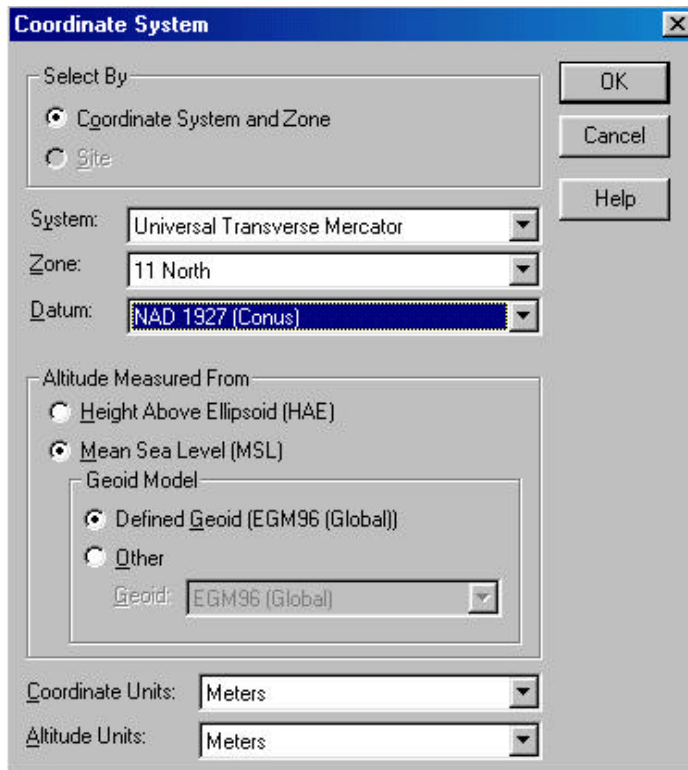 Coordinate System
Select By
Coordinate System and Zone
Site
OK
Cancel
Help
System: Universal Transverse Mercator
Zone: 11 North
Datum: NAD 1927 (Conus)
Altitude Measured From
Height Above Ellipsoid (HAE)
Mean Sea Level (MSL)
Geoid Model
Defined Geoid (EGM96 (Global))
Other
Geoid: EGM96 (Global)
Coordinate Units: Meters
Altitude Units: Meters